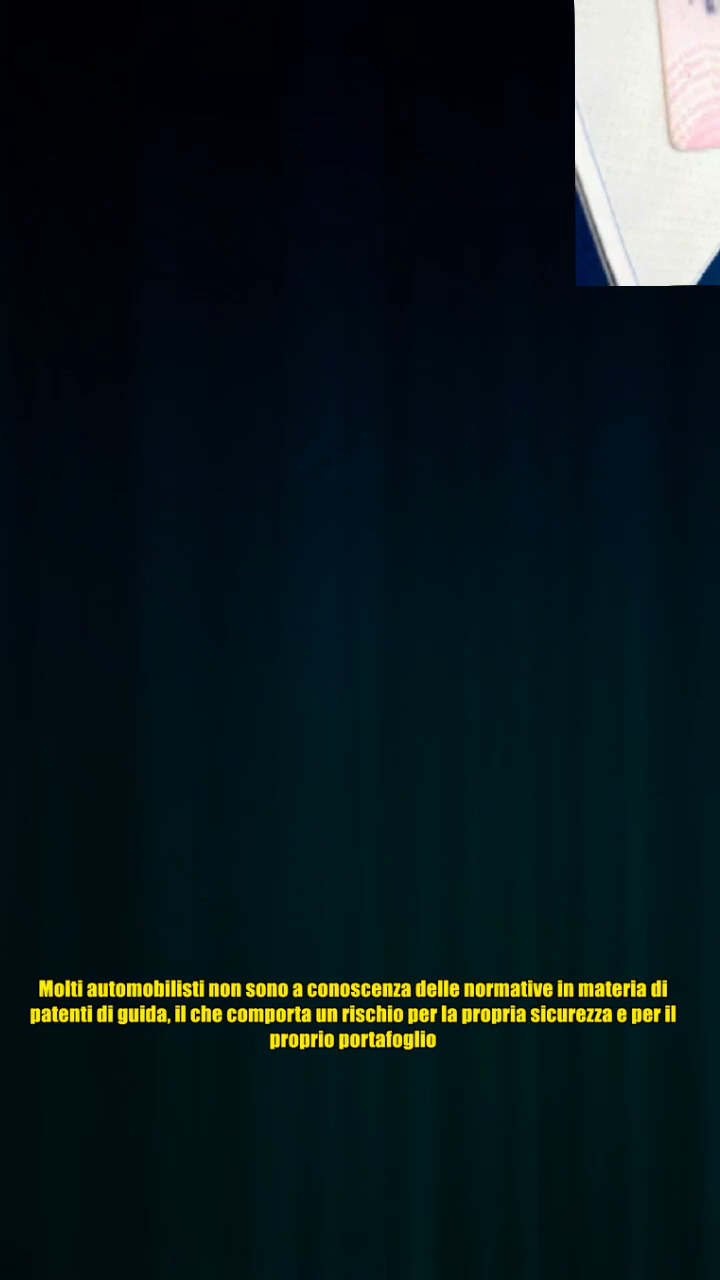 Molti automobilisti non sono a conoscenza delle normative in materia di
patenti di guida, il che comporta un rischio per la propria sicurezza e per il
proprio portafoglio